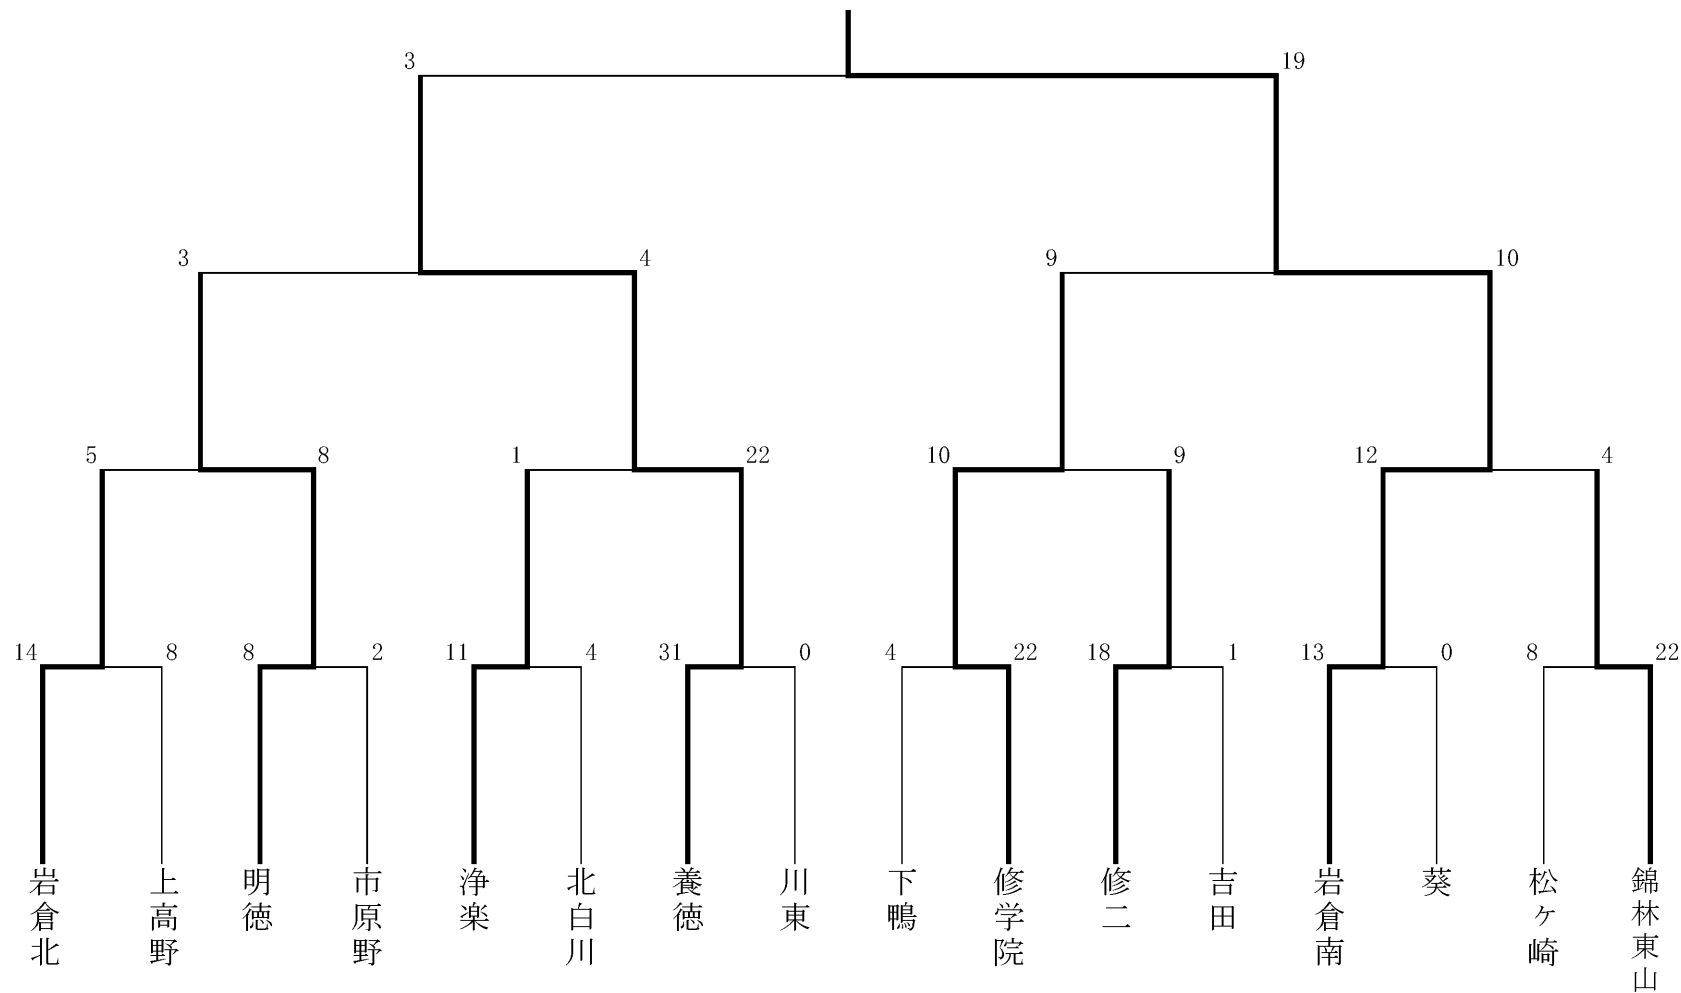 3 19
3 4 9 10
5 8 1 22 10 9 12 4
14 8 8 2 11 4 31 0 4 22 18 1 13 0 8 22
岩倉北
上高野
明徳
市原野
浄楽
北白川
養徳
川東
下鴨
修学院
修二
吉田
岩倉南
葵
松ヶ崎
錦林東山